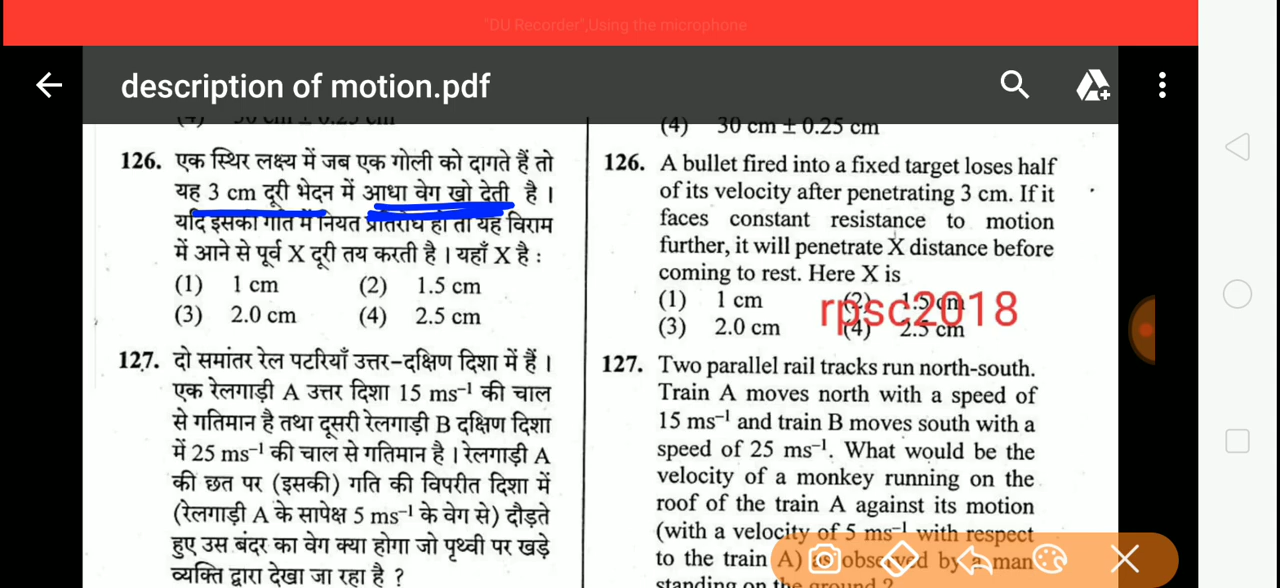 "DU Recorder",Using the microphone
description of motion.pdf
126. एक स्थिर लक्ष्य में जब एक गोली को दागते हैं तो
यह 3 cm दूरी भेदन में आधा वेग खो देती है ।
यदि इसकी गति में नियत प्रतिरोध हो तो यह विराम
में आने से पूर्व X दूरी तय करती है । यहाँ X है :
(1) 1 cm (2) 1.5 cm
(3) 2.0 cm (4) 2.5 cm
127. दो समांतर रेल पटरियाँ उत्तर-दक्षिण दिशा में हैं ।
एक रेलगाड़ी A उत्तर दिशा 15 ms⁻¹ की चाल
से गतिमान है तथा दूसरी रेलगाड़ी B दक्षिण दिशा
में 25 ms⁻¹ की चाल से गतिमान है । रेलगाड़ी A
की छत पर (इसकी) गति की विपरीत दिशा में
(रेलगाड़ी A के सापेक्ष 5 ms⁻¹ के वेग से) दौड़ते
हुए उस बंदर का वेग क्या होगा जो पृथ्वी पर खड़े
व्यक्ति द्वारा देखा जा रहा है ?
(4) 30 cm ± 0.25 cm
126. A bullet fired into a fixed target loses half
of its velocity after penetrating 3 cm. If it
faces constant resistance to motion
further, it will penetrate X distance before
coming to rest. Here X is
(1) 1 cm (2) 1.5 cm
(3) 2.0 cm (4) 2.5 cm
rpsc2018
127. Two parallel rail tracks run north-south.
Train A moves north with a speed of
15 ms⁻¹ and train B moves south with a
speed of 25 ms⁻¹. What would be the
velocity of a monkey running on the
roof of the train A against its motion
(with a velocity of 5 ms⁻¹ with respect
to the train A) as observed by a man
standing on the ground ?